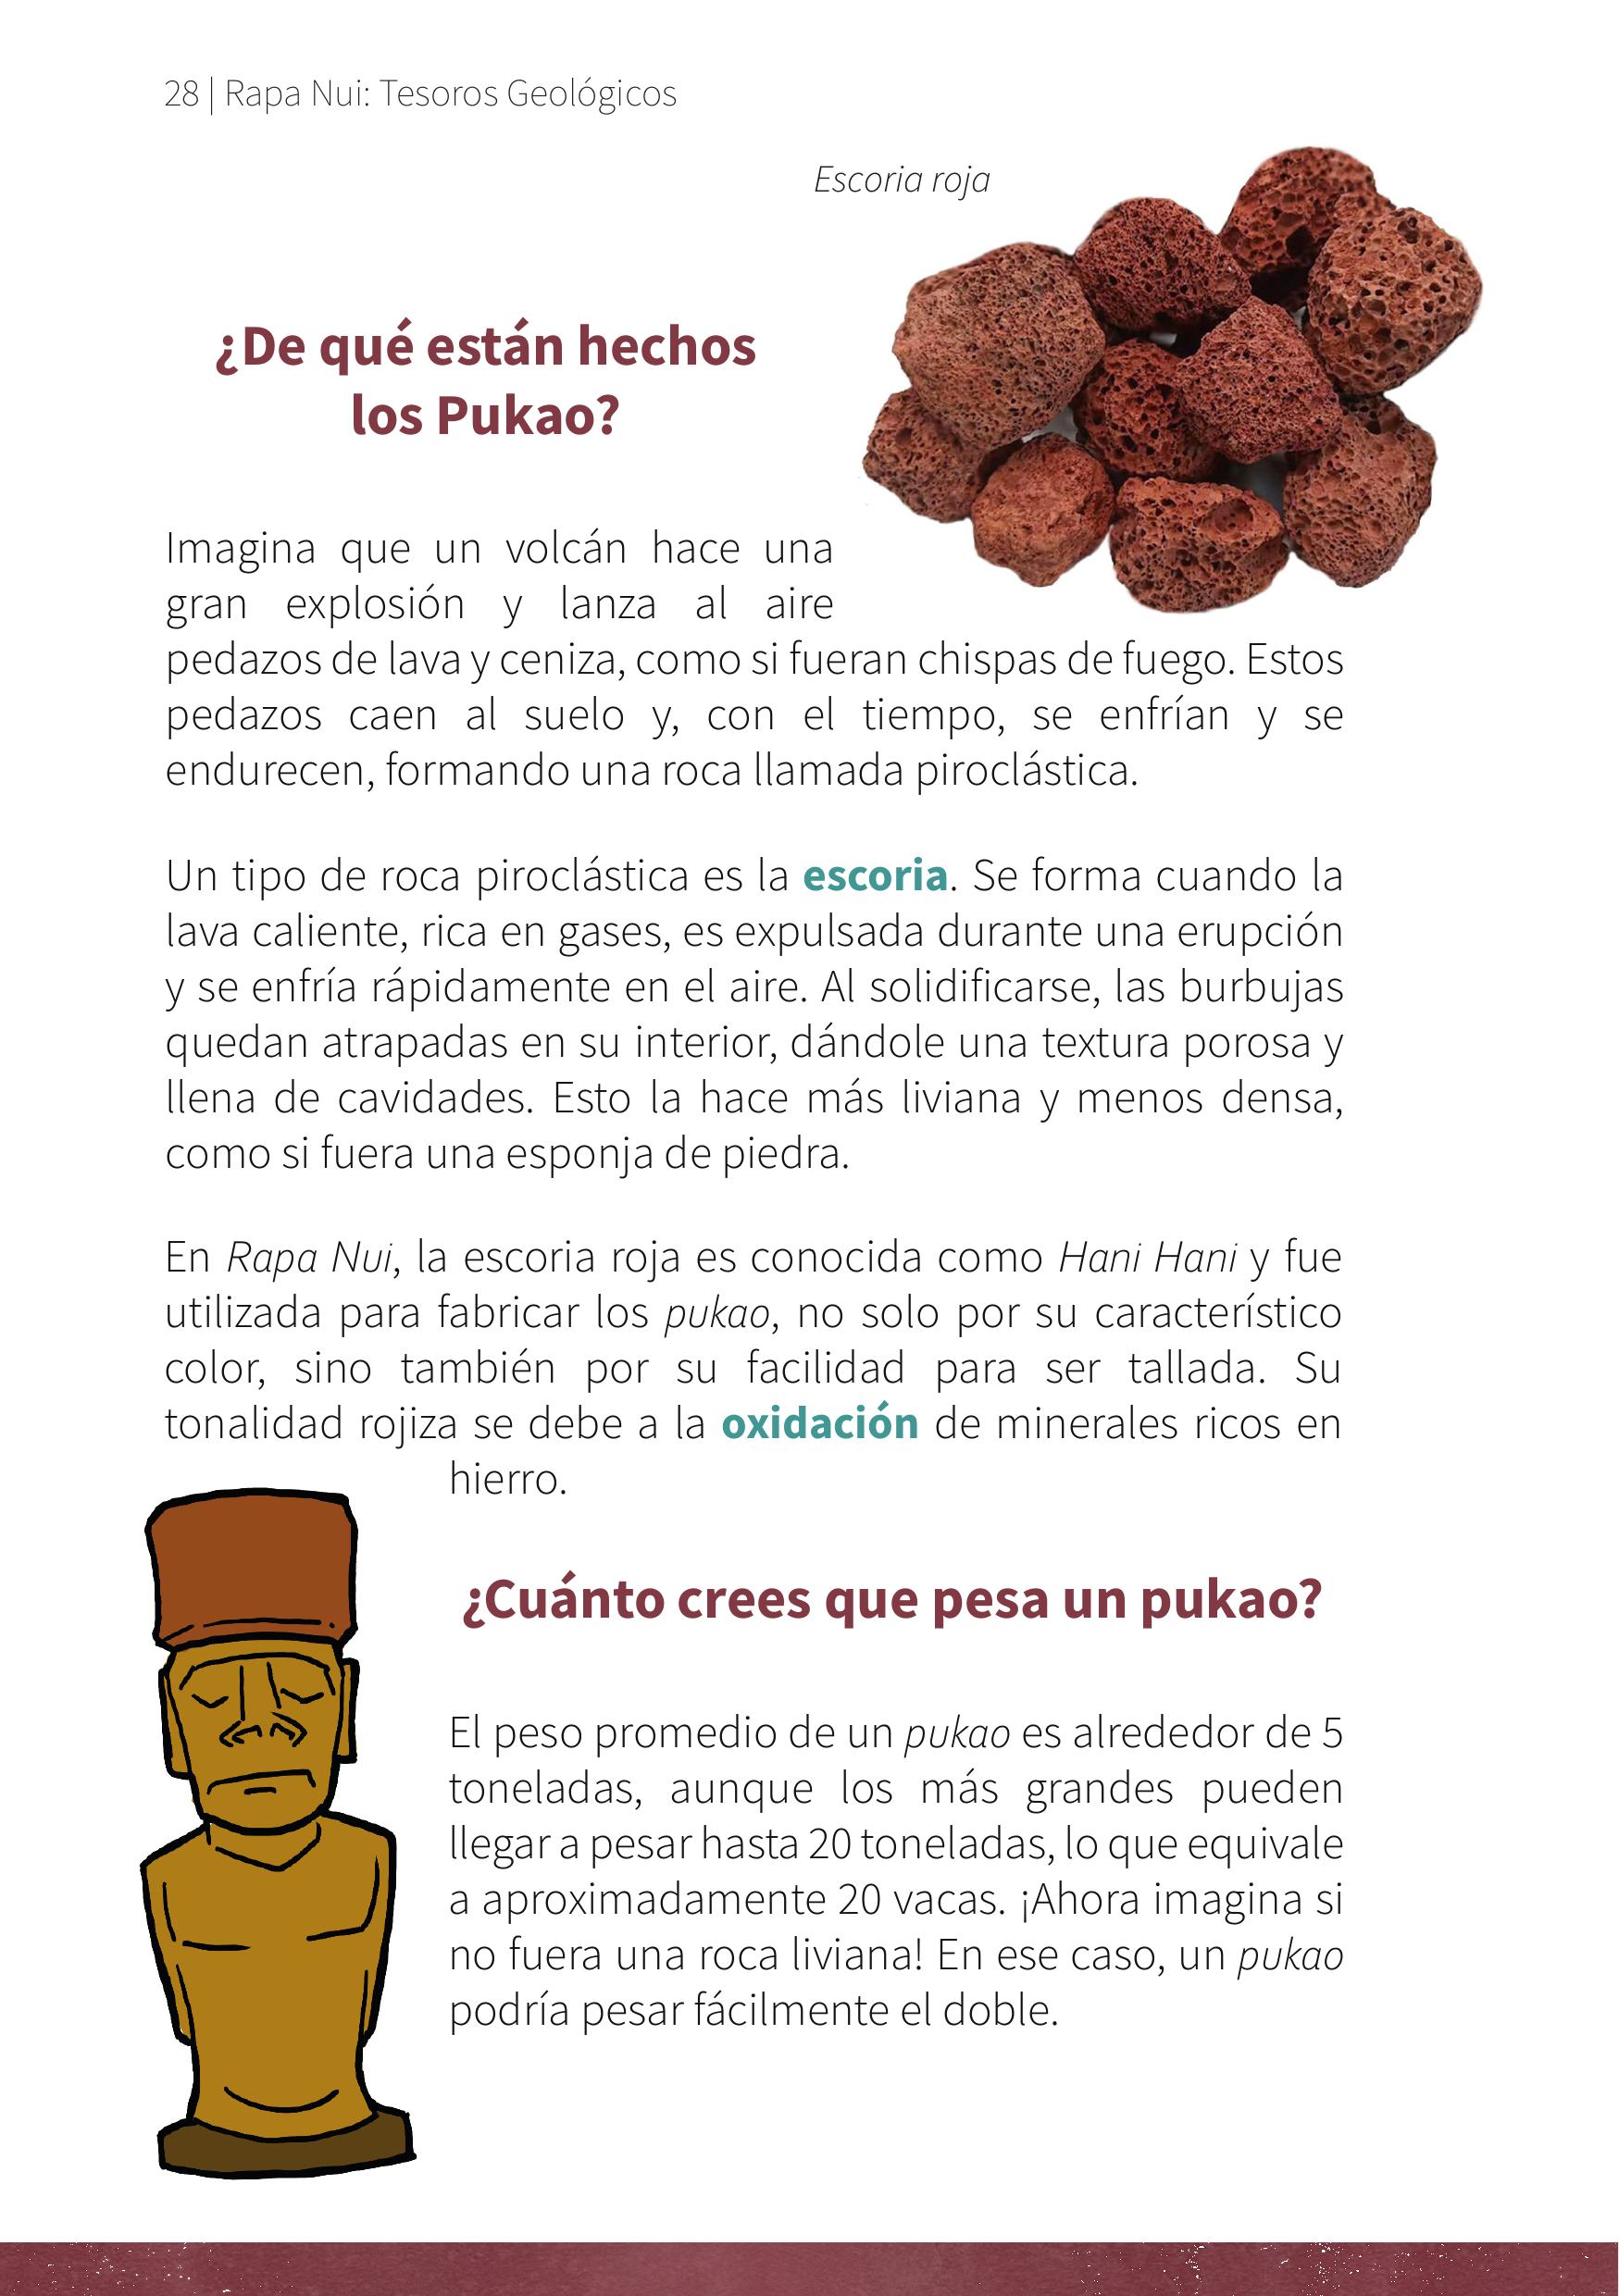 28 | Rapa Nui: Tesoros Geológicos
Escoria roja
¿De qué están hechos
los Pukao?
Imagina que un volcán hace una
gran explosión y lanza al aire
pedazos de lava y ceniza, como si fueran chispas de fuego. Estos
pedazos caen al suelo y, con el tiempo, se enfrían y se
endurecen, formando una roca llamada piroclástica.
Un tipo de roca piroclástica es la escoria. Se forma cuando la
lava caliente, rica en gases, es expulsada durante una erupción
y se enfría rápidamente en el aire. Al solidificarse, las burbujas
quedan atrapadas en su interior, dándole una textura porosa y
llena de cavidades. Esto la hace más liviana y menos densa,
como si fuera una esponja de piedra.
En Rapa Nui, la escoria roja es conocida como Hani Hani y fue
utilizada para fabricar los pukao, no solo por su característico
color, sino también por su facilidad para ser tallada. Su
tonalidad rojiza se debe a la oxidación de minerales ricos en
hierro.
¿Cuánto crees que pesa un pukao?
El peso promedio de un pukao es alrededor de 5
toneladas, aunque los más grandes pueden
llegar a pesar hasta 20 toneladas, lo que equivale
a aproximadamente 20 vacas. ¡Ahora imagina si
no fuera una roca liviana! En ese caso, un pukao
podría pesar fácilmente el doble.